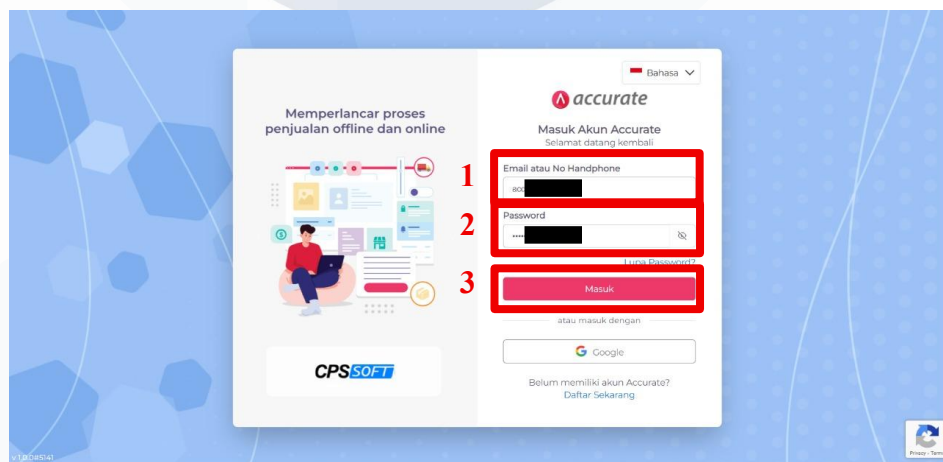 Bahasa
accurate
Memperlancar proses
penjualan offline dan online
Masuk Akun Accurate
Selamat datang kembali
1
Email atau No Handphone
800
2
Password
Lupa Password?
3
Masuk
atau masuk dengan
Google
CPSSOFT
Belum memiliki akun Accurate?
Daftar Sekarang
Privacy - Terms